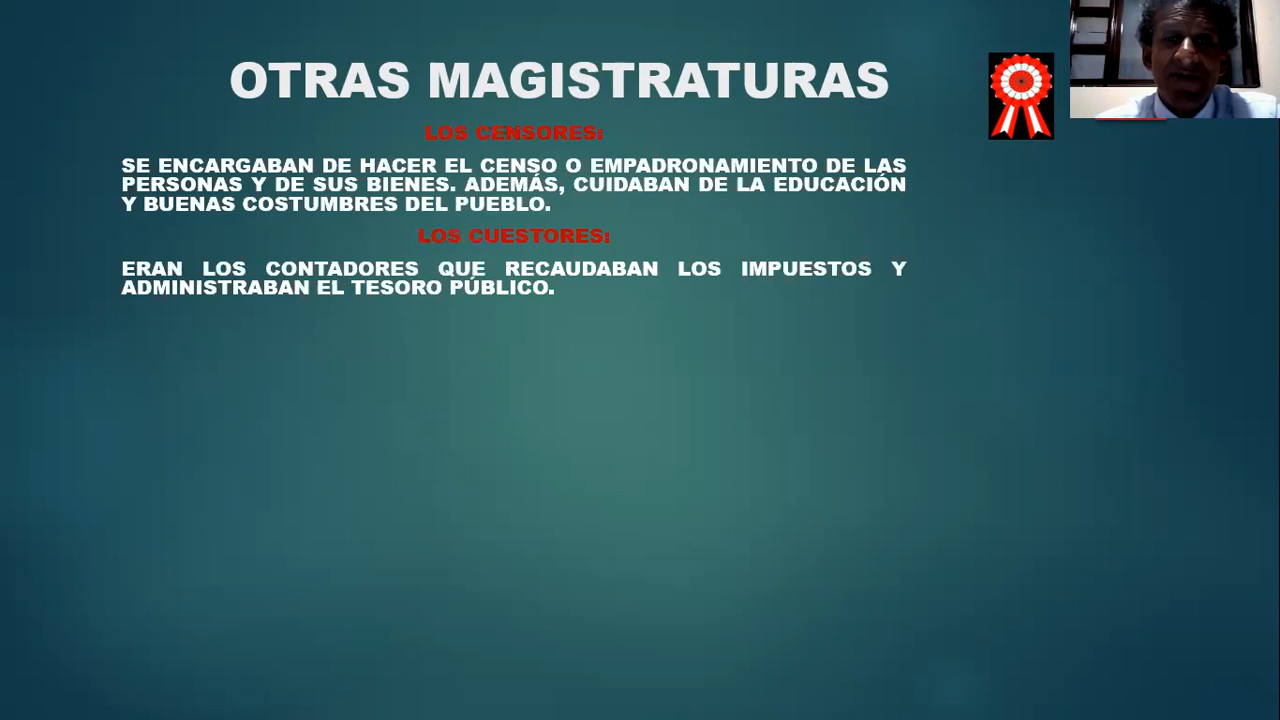 OTRAS MAGISTRATURAS
LOS CENSORES:
SE ENCARGABAN DE HACER EL CENSO O EMPADRONAMIENTO DE LAS
PERSONAS Y DE SUS BIENES. ADEMÁS, CUIDABAN DE LA EDUCACIÓN
Y BUENAS COSTUMBRES DEL PUEBLO.
LOS CUESTORES:
ERAN LOS CONTADORES QUE RECAUDABAN LOS IMPUESTOS Y
ADMINISTRABAN EL TESORO PÚBLICO.